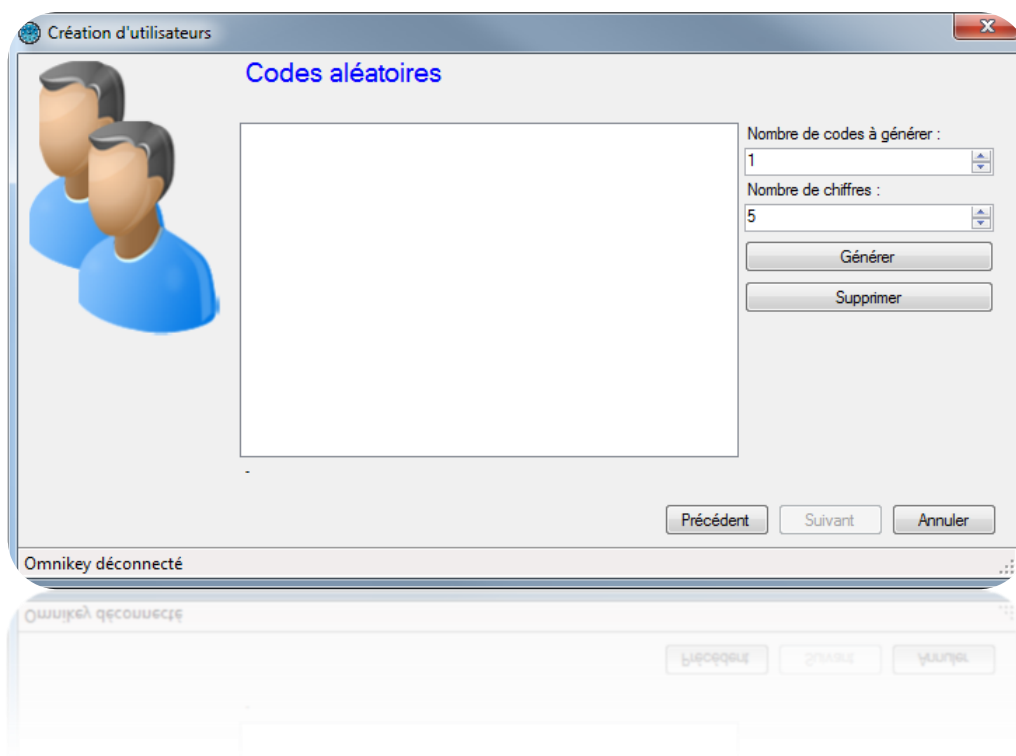 Création d'utilisateurs
x
Codes aléatoires
Nombre de codes à générer :
1
Nombre de chiffres :
5
Générer
Supprimer
-
Précédent Suivant Annuler
Omnikey déconnecté